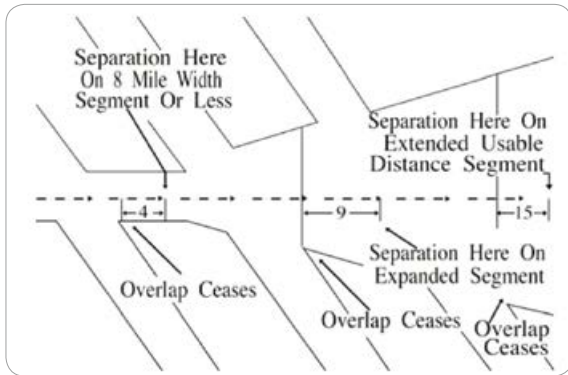 Separation Here
On 8 Mile Width
Segment Or Less
Separation Here On
Extended Usable
Distance Segment
4
9
15
Separation Here On
Expanded Segment
Overlap Ceases
Overlap Ceases
Overlap
Ceases